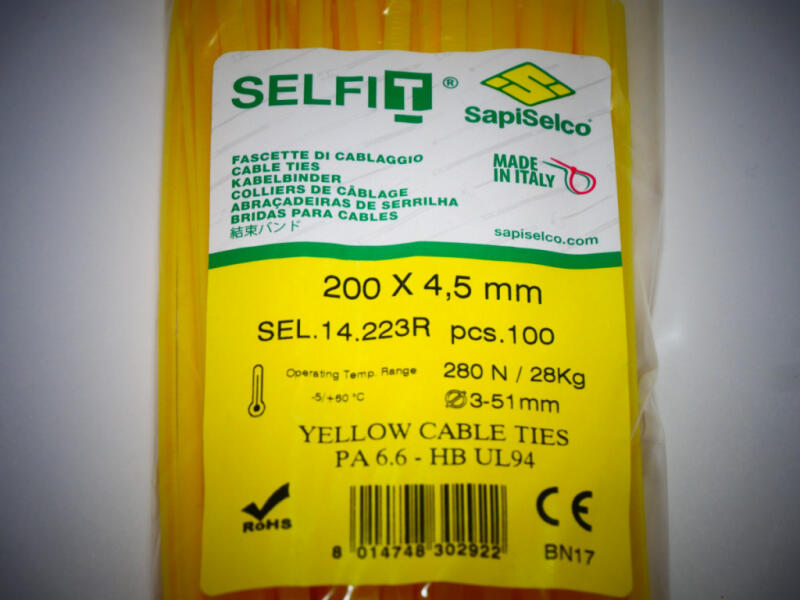 SELFIT®
SapiSelco
FASCETTE DI CABLAGGIO
CABLE TIES
KABELBINDER
COLLIERS DE CÂBLAGE
ABRAÇADEIRAS DE SERRILHA
BRIDAS PARA CABLES
結束バンド
MADE
IN ITALY
sapiselco.com
200 X 4,5 mm
SEL.14.223R pcs.100
Operating Temp. Range
-5/+60 °C
280 N / 28Kg
Ø3-51mm
YELLOW CABLE TIES
PA 6.6 - HB UL94
RoHS
8 014748 302922
CE
BN17